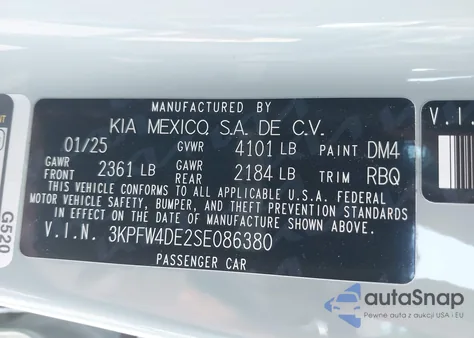 MANUFACTURED BY
KIA MEXICO S.A. DE C.V.
01/25 GVWR 4101 LB PAINT DM4
GAWR FRONT 2361 LB GAWR 2184 LB TRIM RBQ
THIS VEHICLE CONFORMS TO ALL APPLICABLE U.S.A. FEDERAL
MOTOR VEHICLE SAFETY, BUMPER, AND THEFT PREVENTION STANDARDS
IN EFFECT ON THE DATE OF MANUFACTURE SHOWN ABOVE.
V.I.N. 3KPFW4DE2SE086380
PASSENGER CAR
G520
V.I.
autoSnap
Pewne auta z aukcji USA i EU